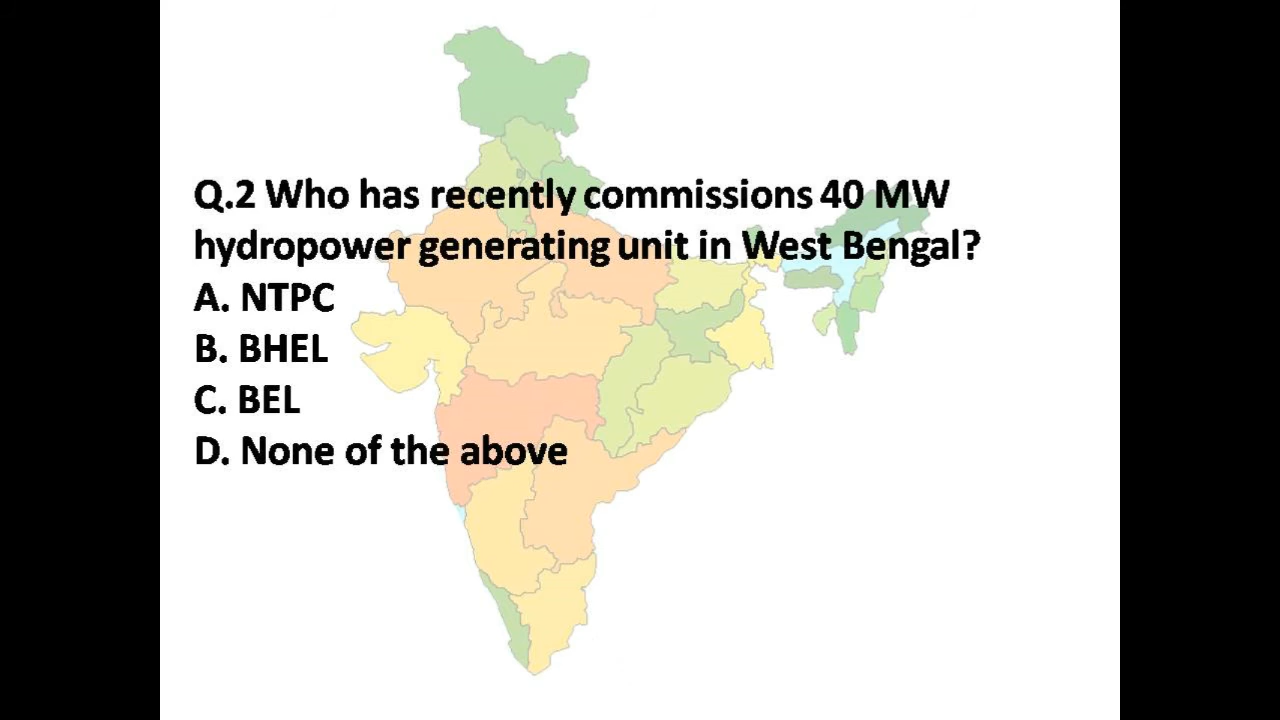 Q.2 Who has recently commissions 40 MW
hydropower generating unit in West Bengal?
A. NTPC
B. BHEL
C. BEL
D. None of the above